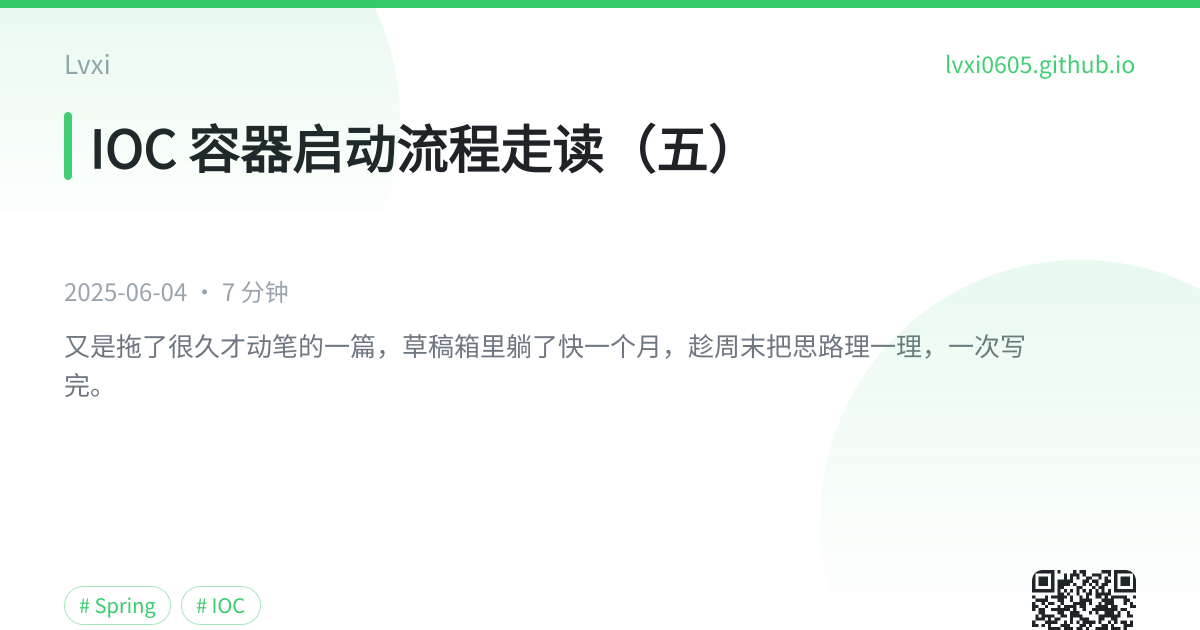 Lvxi
lvxi0605.github.io
IOC 容器启动流程走读（五）
2025-06-04 · 7 分钟
又是拖了很久才动笔的一篇，草稿箱里躺了快一个月，趁周末把思路理一理，一次写
完。
# Spring
# IOC